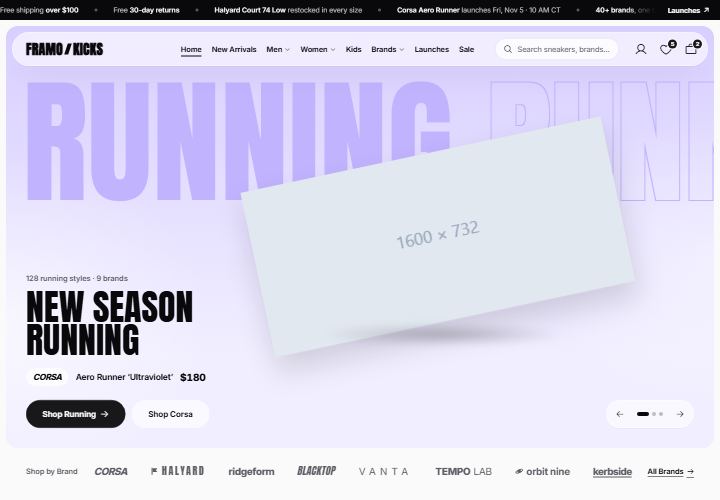 Free shipping over $100 • Free 30-day returns • Halyard Court 74 Low restocked in every size • Corsa Aero Runner launches Fri, Nov 5 · 10 AM CT • 40+ brands, one
Launches ↗
FRAMO // KICKS
Home New Arrivals Men Women Kids Brands Launches Sale
Search sneakers, brands...
5
2
RUNNING RUNN
1600 × 732
128 running styles · 9 brands
NEW SEASON
RUNNING
CORSA Aero Runner ‘Ultraviolet’ $180
Shop Running → Shop Corsa
← →
Shop by Brand CORSA HALYARD ridgeform BLACKTOP VANTA TEMPO LAB orbit nine kerbside All Brands →